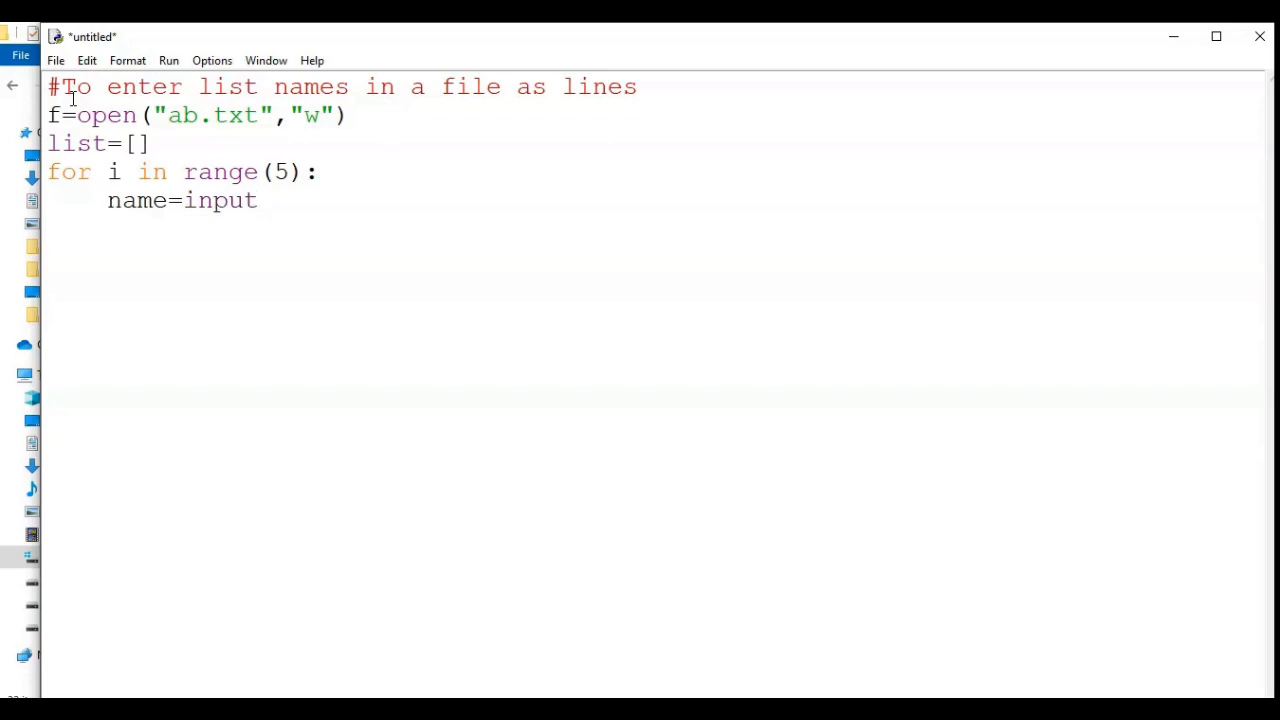 *untitled*
File
File Edit Format Run Options Window Help
#To enter list names in a file as lines
f=open("ab.txt","w")
list=[]
for i in range(5):
    name=input